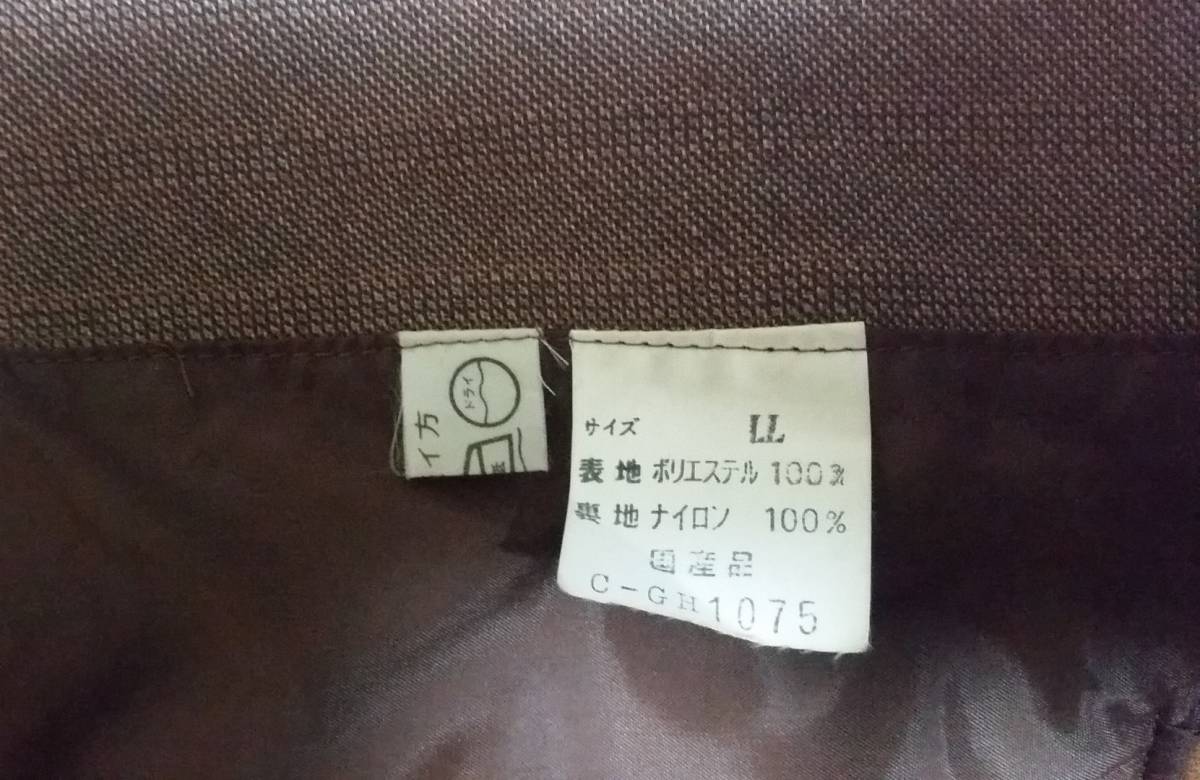 ドライ
イ方
サイズ LL
表地 ポリエステル 100%
裏地 ナイロン 100%
国産品
C-GH1075